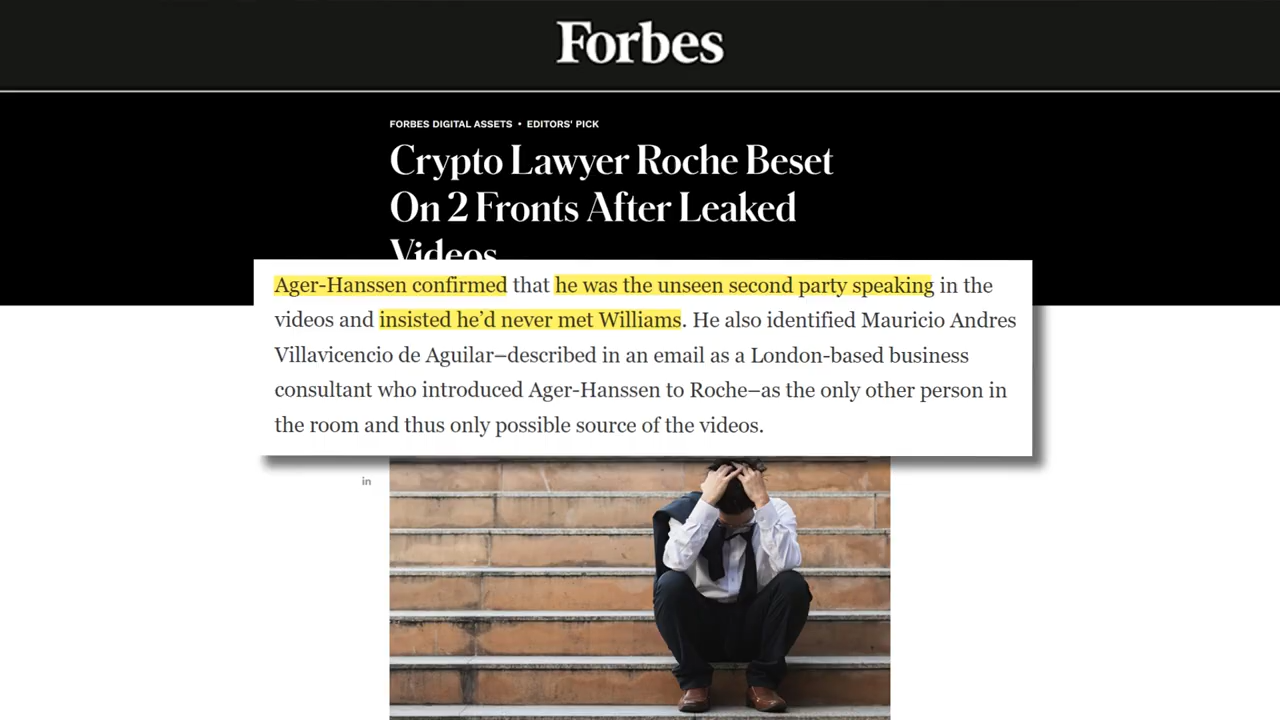 Forbes
FORBES DIGITAL ASSETS • EDITORS' PICK
Crypto Lawyer Roche Beset
On 2 Fronts After Leaked
Videos
Ager-Hanssen confirmed that he was the unseen second party speaking in the
videos and insisted he’d never met Williams. He also identified Mauricio Andres
Villavicencio de Aguilar–described in an email as a London-based business
consultant who introduced Ager-Hanssen to Roche–as the only other person in
the room and thus only possible source of the videos.
in